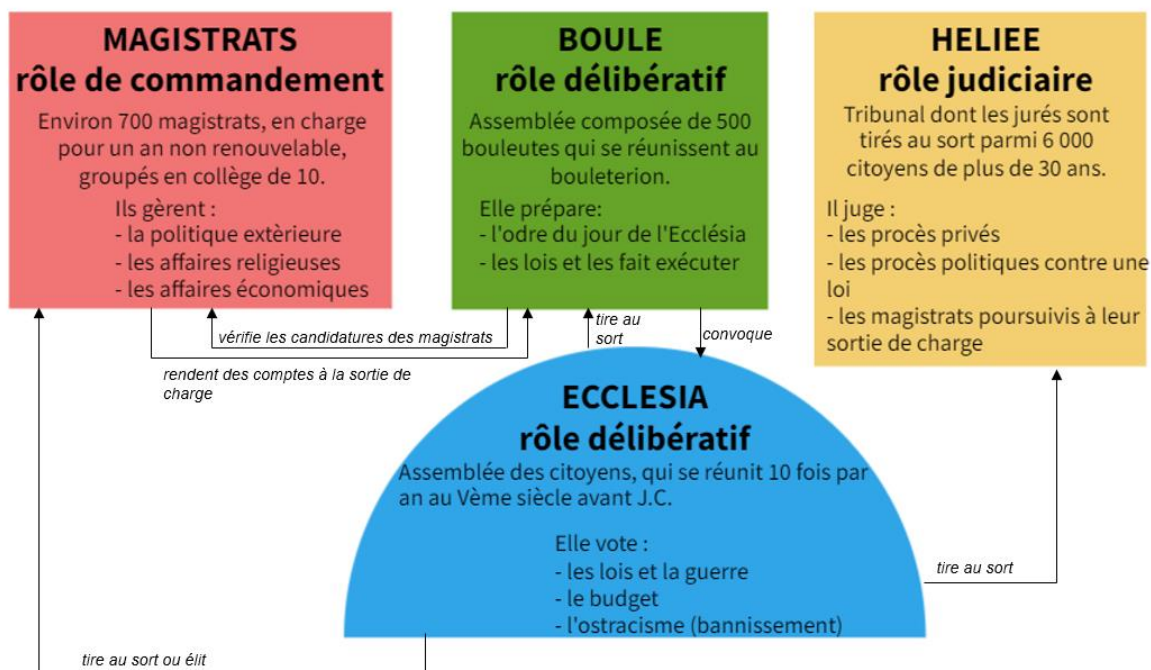 MAGISTRATS
rôle de commandement
Environ 700 magistrats, en charge
pour un an non renouvelable,
groupés en collège de 10.
Ils gèrent :
- la politique extèrieure
- les affaires religieuses
- les affaires économiques
BOULE
rôle délibératif
Assemblée composée de 500
bouleutes qui se réunissent au
bouleterion.
Elle prépare:
- l'odre du jour de l'Ecclésia
- les lois et les fait exécuter
HELIEE
rôle judiciaire
Tribunal dont les jurés sont
tirés au sort parmi 6 000
citoyens de plus de 30 ans.
Il juge :
- les procès privés
- les procès politiques contre une
loi
- les magistrats poursuivis à leur
sortie de charge
vérifie les candidatures des magistrats
rendent des comptes à la sortie de
charge
tire au
sort
convoque
ECCLESIA
rôle délibératif
Assemblée des citoyens, qui se réunit 10 fois par
an au Vème siècle avant J.C.
Elle vote :
- les lois et la guerre
- le budget
- l'ostracisme (bannissement)
tire au sort
tire au sort ou élit